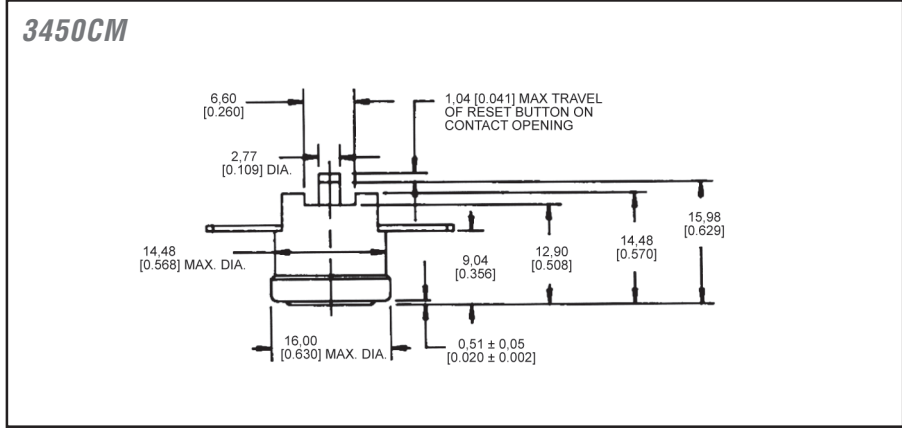 3450CM
6,60
[0.260]
1,04 [0.041] MAX TRAVEL
OF RESET BUTTON ON
CONTACT OPENING
2,77
[0.109] DIA.
14,48
[0.568] MAX. DIA.
9,04
[0.356]
12,90
[0.508]
14,48
[0.570]
15,98
[0.629]
16,00
[0.630] MAX. DIA.
0,51 ± 0,05
[0.020 ± 0.002]